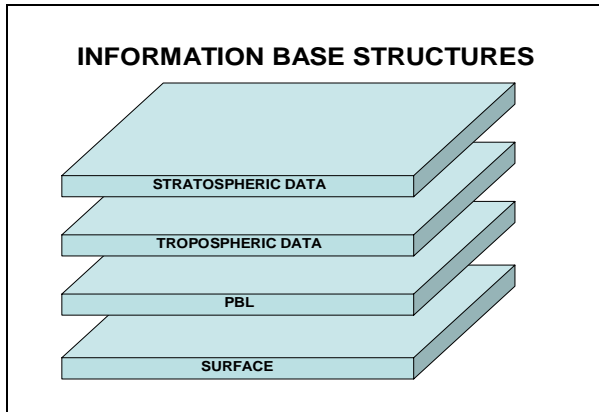 INFORMATION BASE STRUCTURES
STRATOSPHERIC DATA
TROPOSPHERIC DATA
PBL
SURFACE